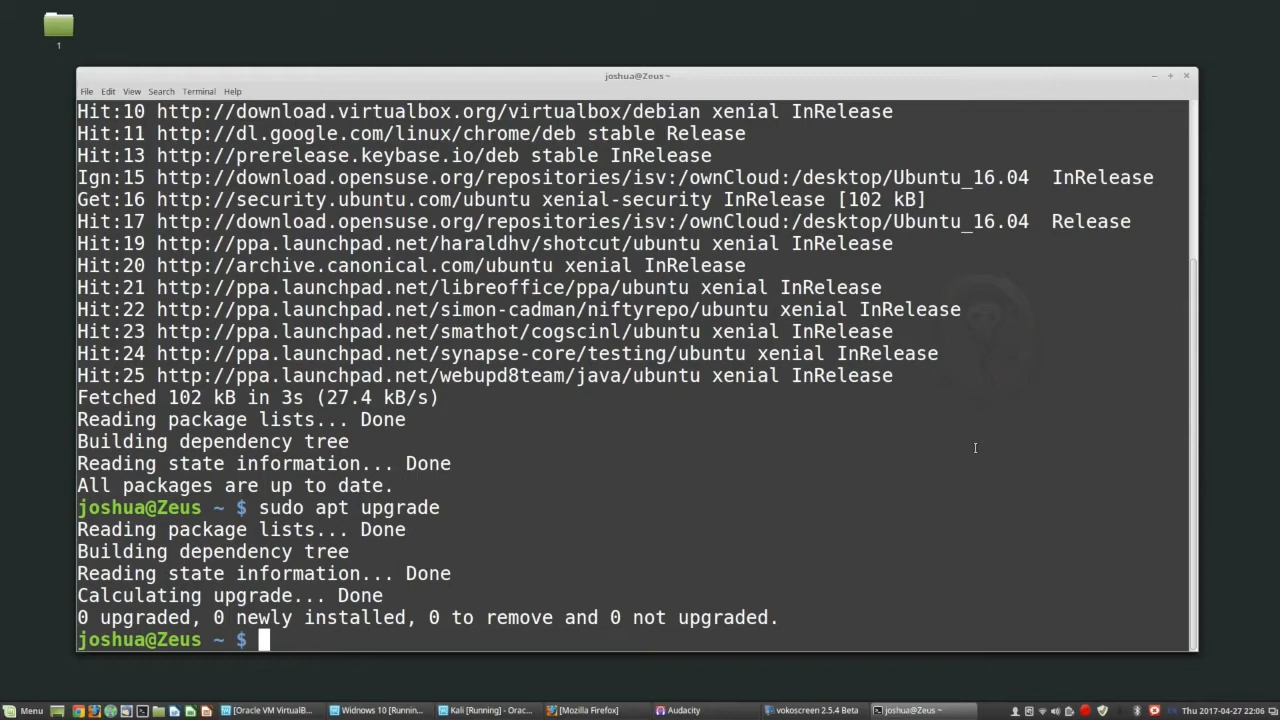 1
joshua@Zeus ~
File Edit View Search Terminal Help
Hit:10 http://download.virtualbox.org/virtualbox/debian xenial InRelease
Hit:11 http://dl.google.com/linux/chrome/deb stable Release
Hit:13 http://prerelease.keybase.io/deb stable InRelease
Ign:15 http://download.opensuse.org/repositories/isv:/ownCloud:/desktop/Ubuntu_16.04  InRelease
Get:16 http://security.ubuntu.com/ubuntu xenial-security InRelease [102 kB]
Hit:17 http://download.opensuse.org/repositories/isv:/ownCloud:/desktop/Ubuntu_16.04  Release
Hit:19 http://ppa.launchpad.net/haraldhv/shotcut/ubuntu xenial InRelease
Hit:20 http://archive.canonical.com/ubuntu xenial InRelease
Hit:21 http://ppa.launchpad.net/libreoffice/ppa/ubuntu xenial InRelease
Hit:22 http://ppa.launchpad.net/simon-cadman/niftyrepo/ubuntu xenial InRelease
Hit:23 http://ppa.launchpad.net/smathot/cogscinl/ubuntu xenial InRelease
Hit:24 http://ppa.launchpad.net/synapse-core/testing/ubuntu xenial InRelease
Hit:25 http://ppa.launchpad.net/webupd8team/java/ubuntu xenial InRelease
Fetched 102 kB in 3s (27.4 kB/s)
Reading package lists... Done
Building dependency tree
Reading state information... Done
All packages are up to date.
joshua@Zeus ~ $ sudo apt upgrade
Reading package lists... Done
Building dependency tree
Reading state information... Done
Calculating upgrade... Done
0 upgraded, 0 newly installed, 0 to remove and 0 not upgraded.
joshua@Zeus ~ $
Menu [Oracle VM VirtualB... Widnows 10 [Runnin... Kali [Running] - Orac... [Mozilla Firefox] Audacity vokoscreen 2.5.4 Beta joshua@Zeus ~ Thu 2017-04-27 22:06